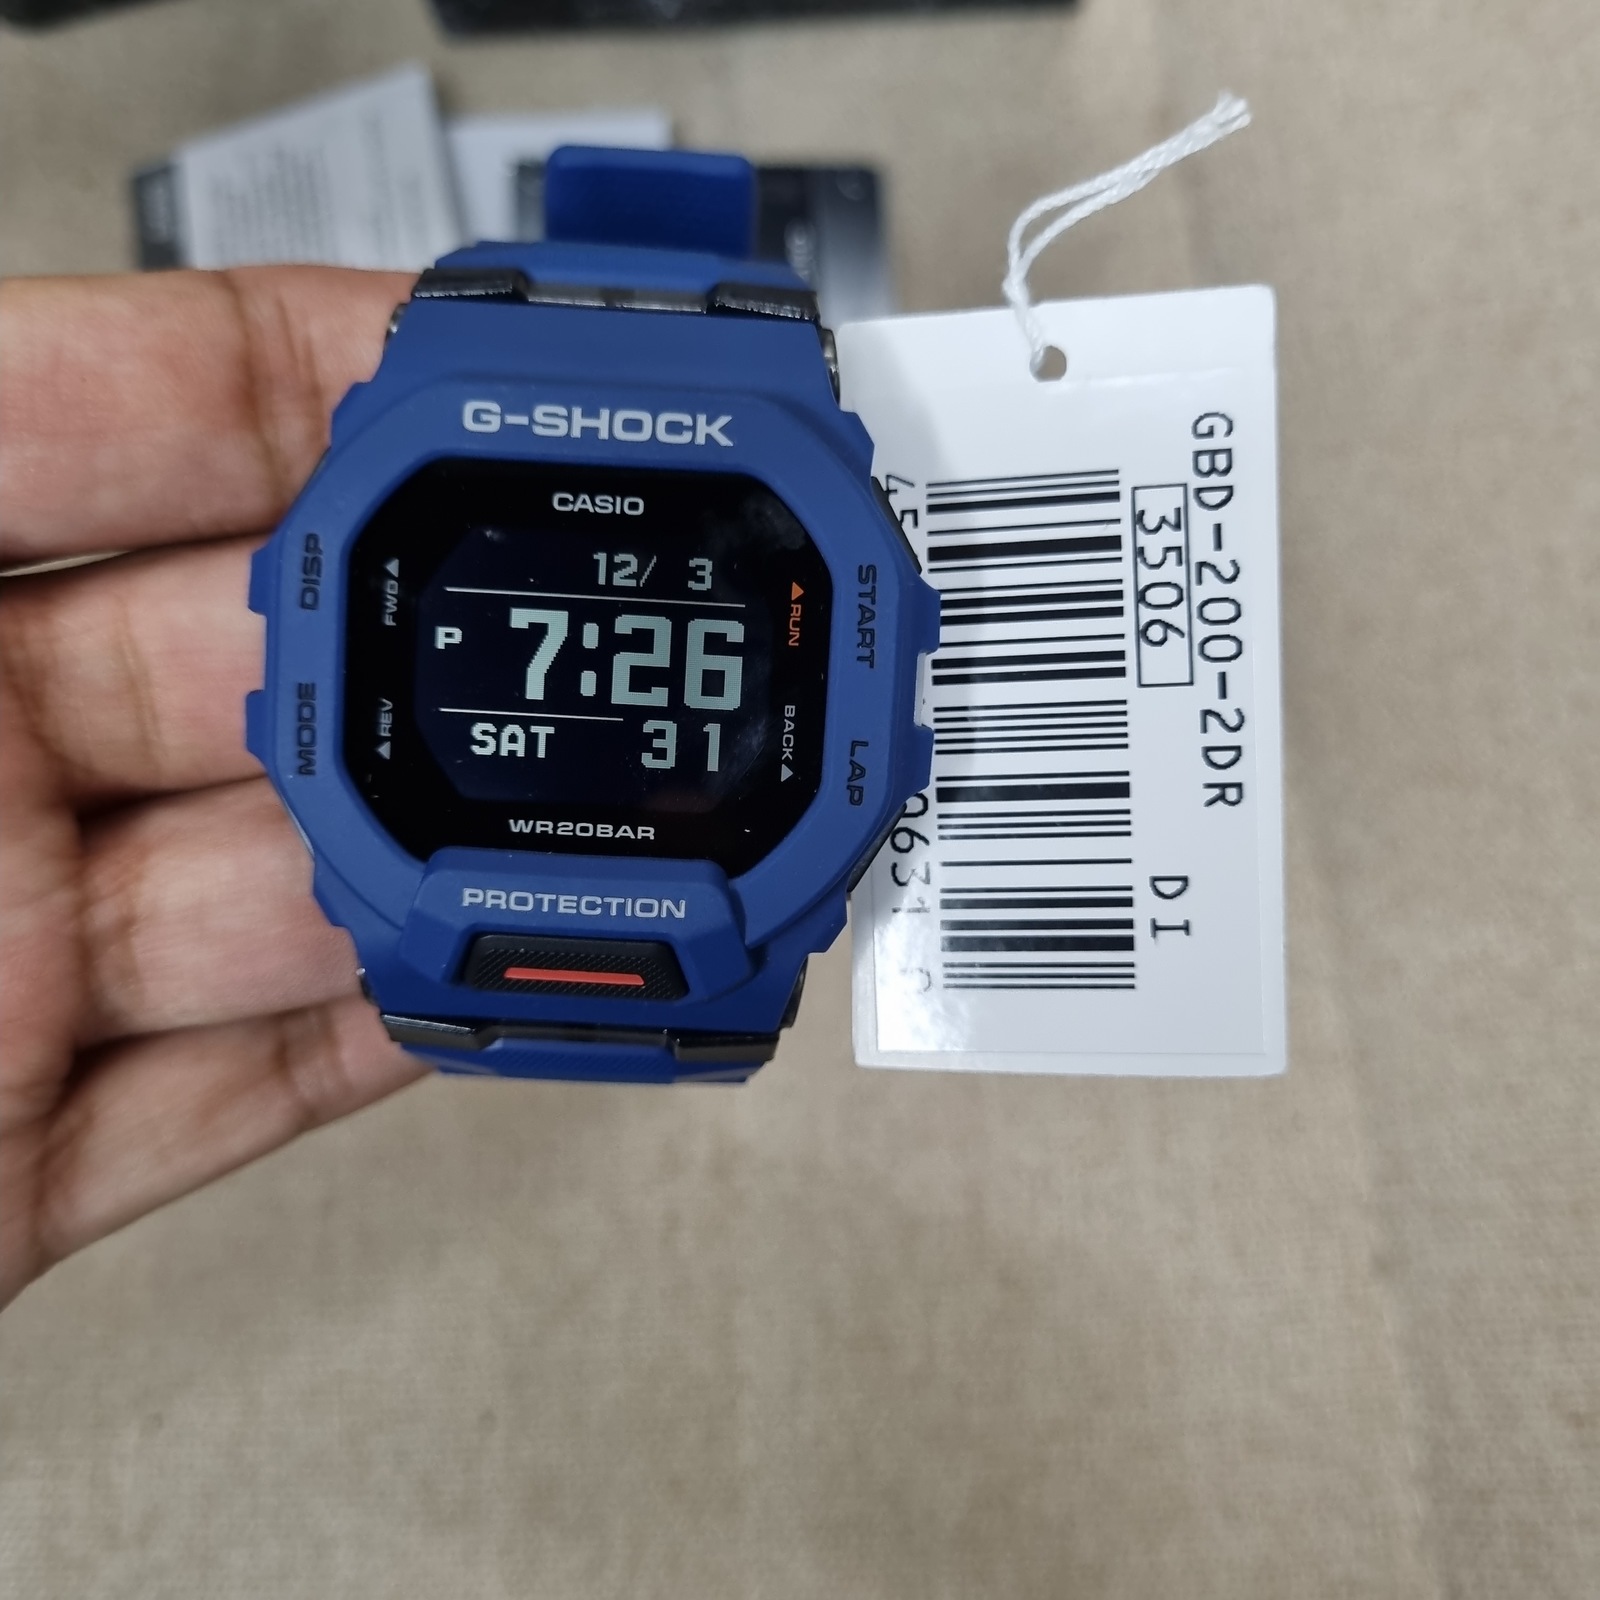 G-SHOCK
CASIO
12/ 3
P 7:26
SAT 31
WR20BAR
PROTECTION
DISP
FWD
MODE
REV
START
RUN
LAP
BACK
GBD-200-2DR
3506
DI